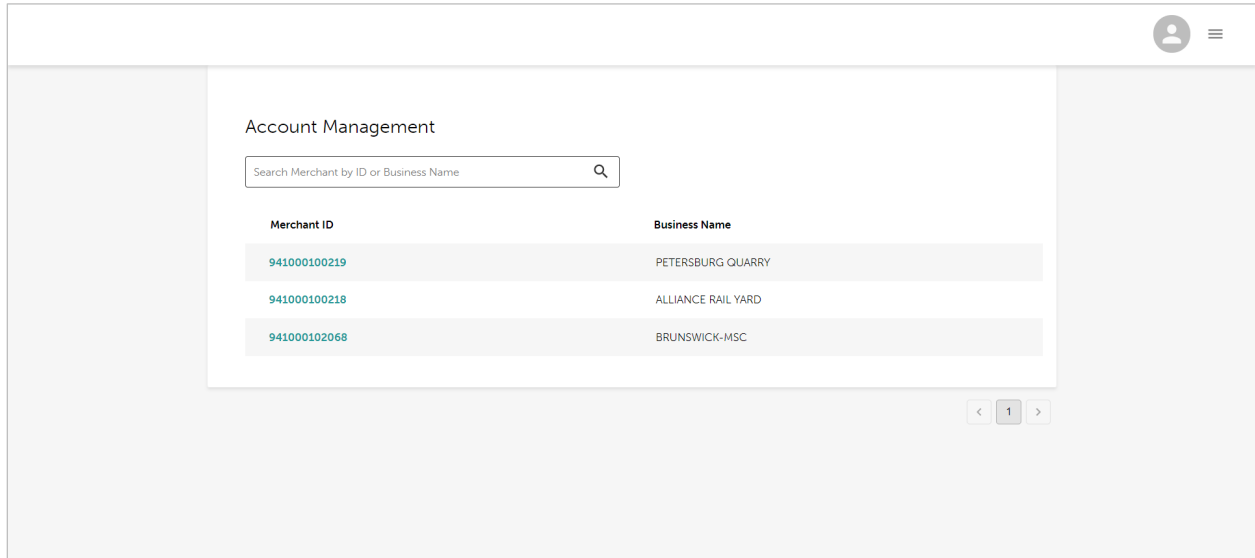 Account Management
Search Merchant by ID or Business Name
Merchant ID Business Name
941000100219 PETERSBURG QUARRY
941000100218 ALLIANCE RAIL YARD
941000102068 BRUNSWICK-MSC
< 1 >